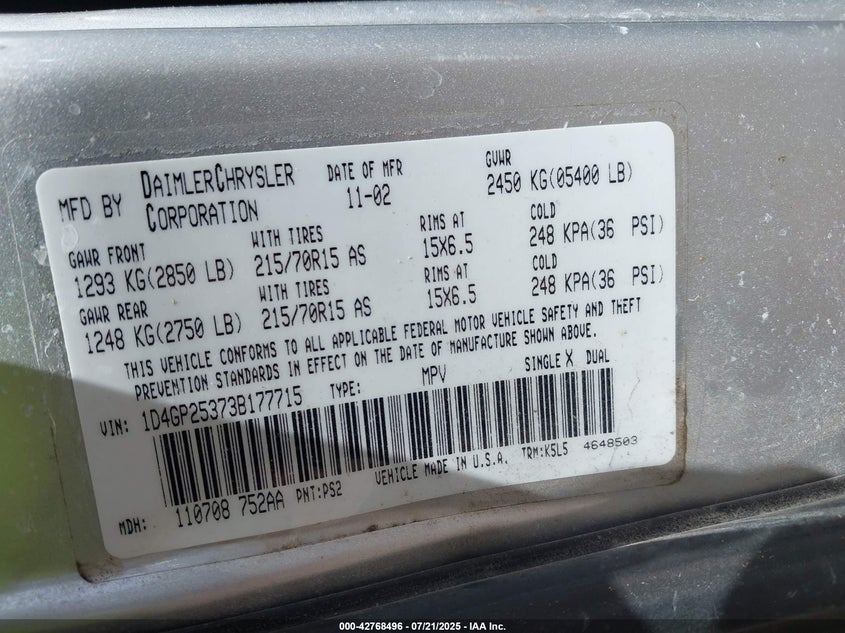 MFD BY DAIMLERCHRYSLER CORPORATION
DATE OF MFR 11-02
GVWR 2450 KG(05400 LB)
GAWR FRONT WITH TIRES RIMS AT COLD
1293 KG(2850 LB) 215/70R15 AS 15X6.5 248 KPA(36 PSI)
GAWR REAR WITH TIRES RIMS AT COLD
1248 KG(2750 LB) 215/70R15 AS 15X6.5 248 KPA(36 PSI)
THIS VEHICLE CONFORMS TO ALL APPLICABLE FEDERAL MOTOR VEHICLE SAFETY AND THEFT
PREVENTION STANDARDS IN EFFECT ON THE DATE OF MANUFACTURE SHOWN ABOVE.
VIN: 1D4GP25373B177715 TYPE: MPV SINGLE X DUAL
MDH: 110708 752AA PNT:PS2 VEHICLE MADE IN U.S.A. TRM:K5L5 4648503
000-42768496 - 07/21/2025 - IAA Inc.